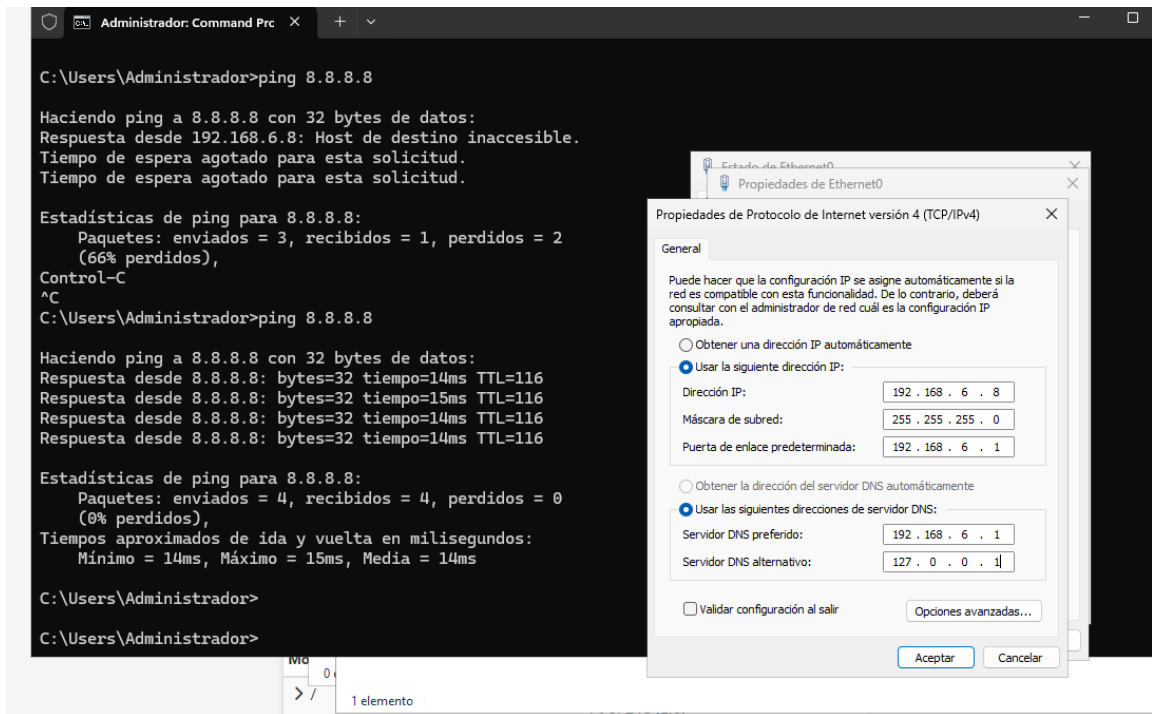 Administrador: Command Prc
C:\Users\Administrador>ping 8.8.8.8
Haciendo ping a 8.8.8.8 con 32 bytes de datos:
Respuesta desde 192.168.6.8: Host de destino inaccesible.
Tiempo de espera agotado para esta solicitud.
Tiempo de espera agotado para esta solicitud.
Estadísticas de ping para 8.8.8.8:
Paquetes: enviados = 3, recibidos = 1, perdidos = 2
(66% perdidos),
Control-C
^C
C:\Users\Administrador>ping 8.8.8.8
Haciendo ping a 8.8.8.8 con 32 bytes de datos:
Respuesta desde 8.8.8.8: bytes=32 tiempo=14ms TTL=116
Respuesta desde 8.8.8.8: bytes=32 tiempo=15ms TTL=116
Respuesta desde 8.8.8.8: bytes=32 tiempo=14ms TTL=116
Respuesta desde 8.8.8.8: bytes=32 tiempo=14ms TTL=116
Estadísticas de ping para 8.8.8.8:
Paquetes: enviados = 4, recibidos = 4, perdidos = 0
(0% perdidos),
Tiempos aproximados de ida y vuelta en milisegundos:
Mínimo = 14ms, Máximo = 15ms, Media = 14ms
C:\Users\Administrador>
C:\Users\Administrador>
Estado de Ethernet0
Propiedades de Ethernet0
Propiedades de Protocolo de Internet versión 4 (TCP/IPv4)
General
Puede hacer que la configuración IP se asigne automáticamente si la
red es compatible con esta funcionalidad. De lo contrario, deberá
consultar con el administrador de red cuál es la configuración IP
apropiada.
Obtener una dirección IP automáticamente
Usar la siguiente dirección IP:
Dirección IP: 192 . 168 . 6 . 8
Máscara de subred: 255 . 255 . 255 . 0
Puerta de enlace predeterminada: 192 . 168 . 6 . 1
Obtener la dirección del servidor DNS automáticamente
Usar las siguientes direcciones de servidor DNS:
Servidor DNS preferido: 192 . 168 . 6 . 1
Servidor DNS alternativo: 127 . 0 . 0 . 1
Validar configuración al salir
Opciones avanzadas...
Aceptar Cancelar
1 elemento